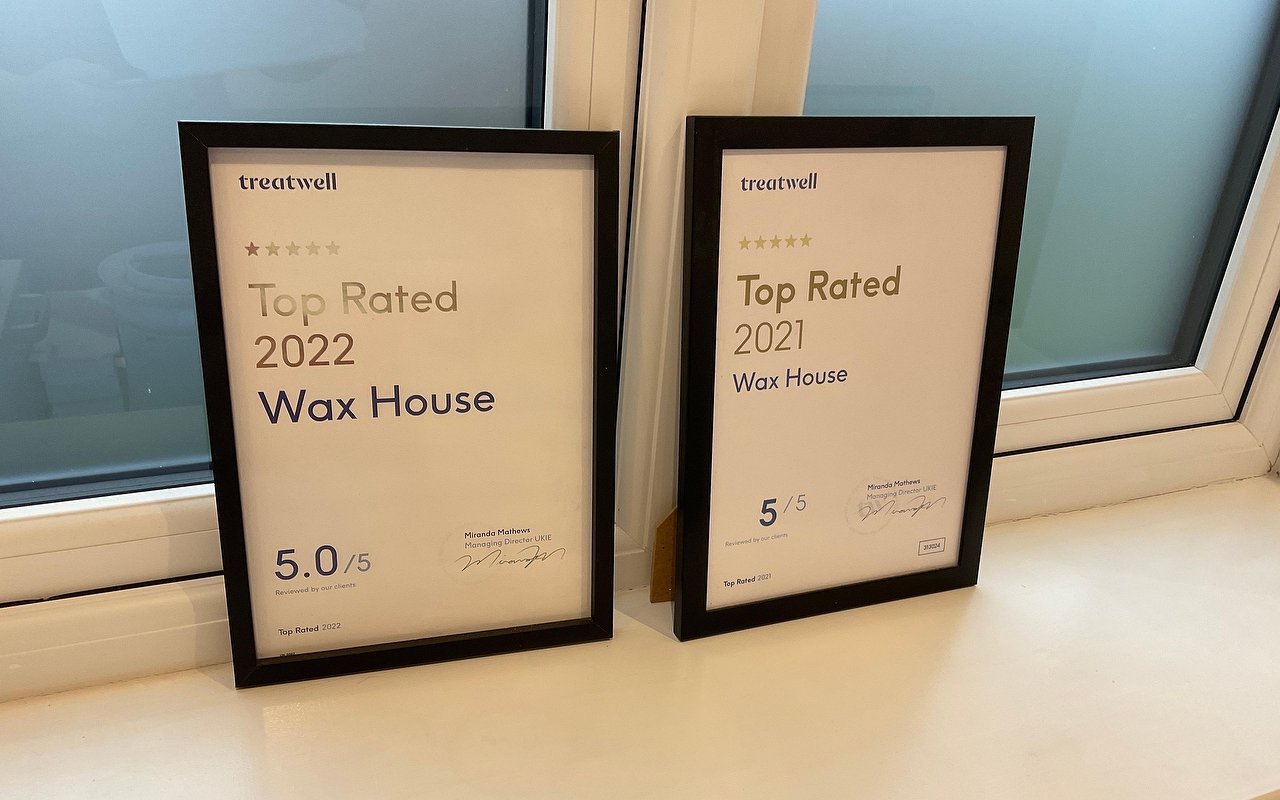 treatwell
Top Rated
2022
Wax House
5.0/5
Reviewed by our clients
Miranda Mathews
Managing Director UKIE
Top Rated 2022
treatwell
Top Rated
2021
Wax House
5/5
Reviewed by our clients
Miranda Mathews
Managing Director UKIE
313024
Top Rated 2021